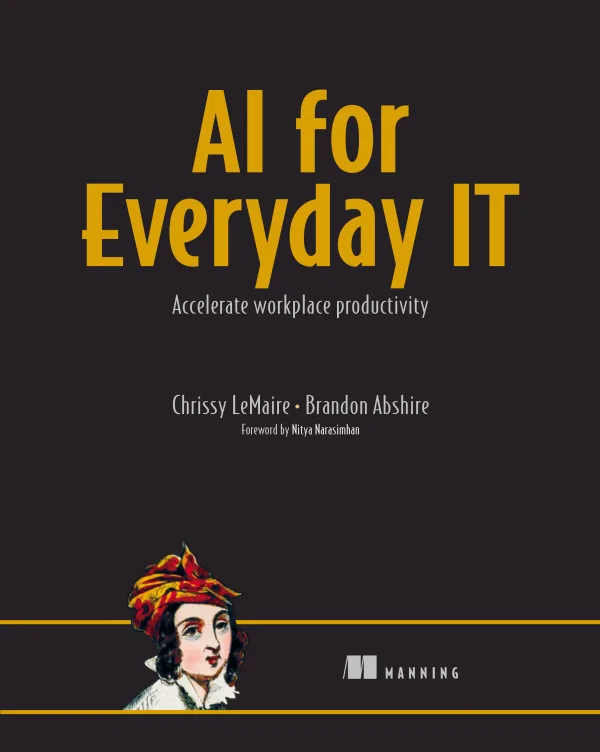 AI for
Everyday IT
Accelerate workplace productivity
Chrissy LeMaire • Brandon Abshire
Foreword by Nitya Narasimhan
MANNING